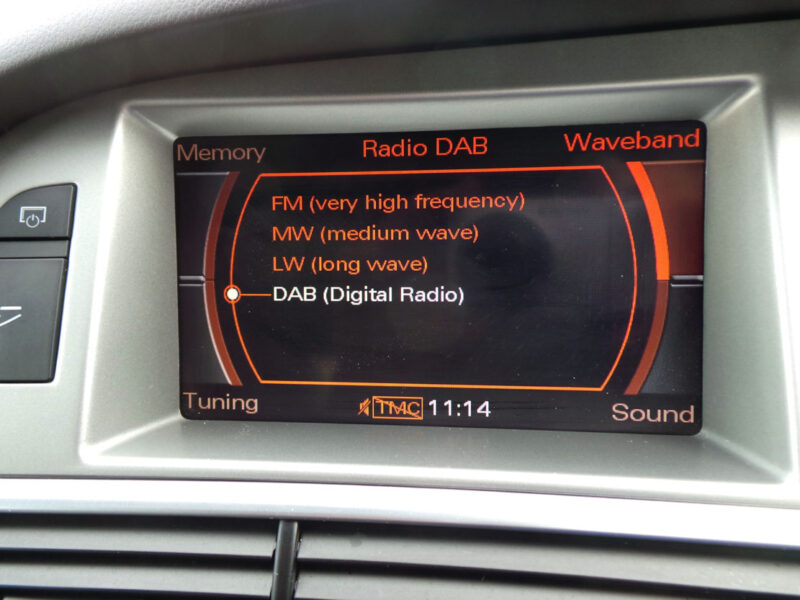 Memory
Radio DAB
Waveband
FM (very high frequency)
MW (medium wave)
LW (long wave)
DAB (Digital Radio)
Tuning
TMC 11:14
Sound